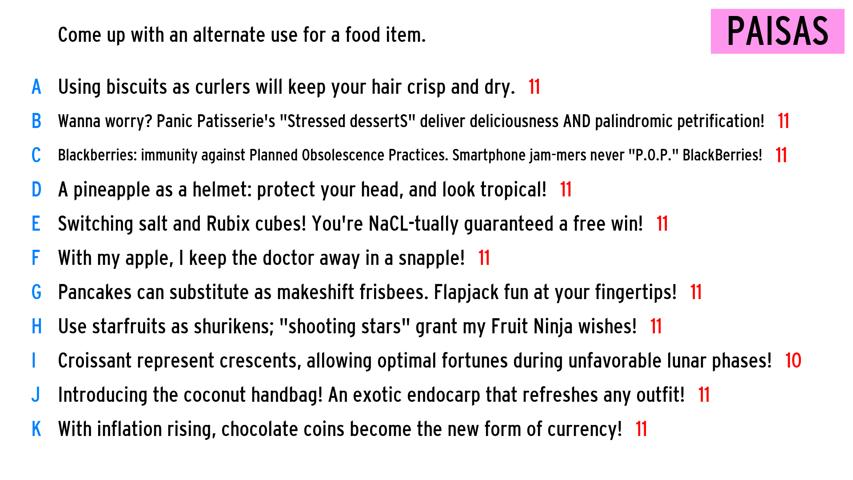 Come up with an alternate use for a food item.
PAISAS
A Using biscuits as curlers will keep your hair crisp and dry. 11
B Wanna worry? Panic Patisserie's "Stressed dessertS" deliver deliciousness AND palindromic petrification! 11
C Blackberries: immunity against Planned Obsolescence Practices. Smartphone jam-mers never "P.O.P." BlackBerries! 11
D A pineapple as a helmet: protect your head, and look tropical! 11
E Switching salt and Rubix cubes! You're NaCL-tually guaranteed a free win! 11
F With my apple, I keep the doctor away in a snapple! 11
G Pancakes can substitute as makeshift frisbees. Flapjack fun at your fingertips! 11
H Use starfruits as shurikens; "shooting stars" grant my Fruit Ninja wishes! 11
I Croissant represent crescents, allowing optimal fortunes during unfavorable lunar phases! 10
J Introducing the coconut handbag! An exotic endocarp that refreshes any outfit! 11
K With inflation rising, chocolate coins become the new form of currency! 11